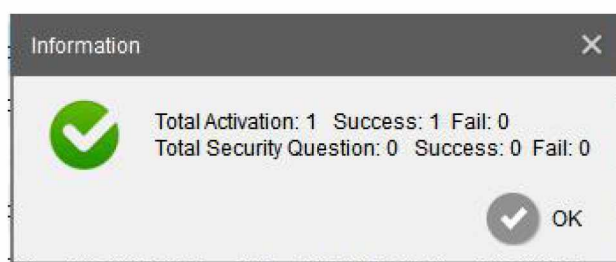 Information
Total Activation: 1 Success: 1 Fail: 0
Total Security Question: 0 Success: 0 Fail: 0
OK